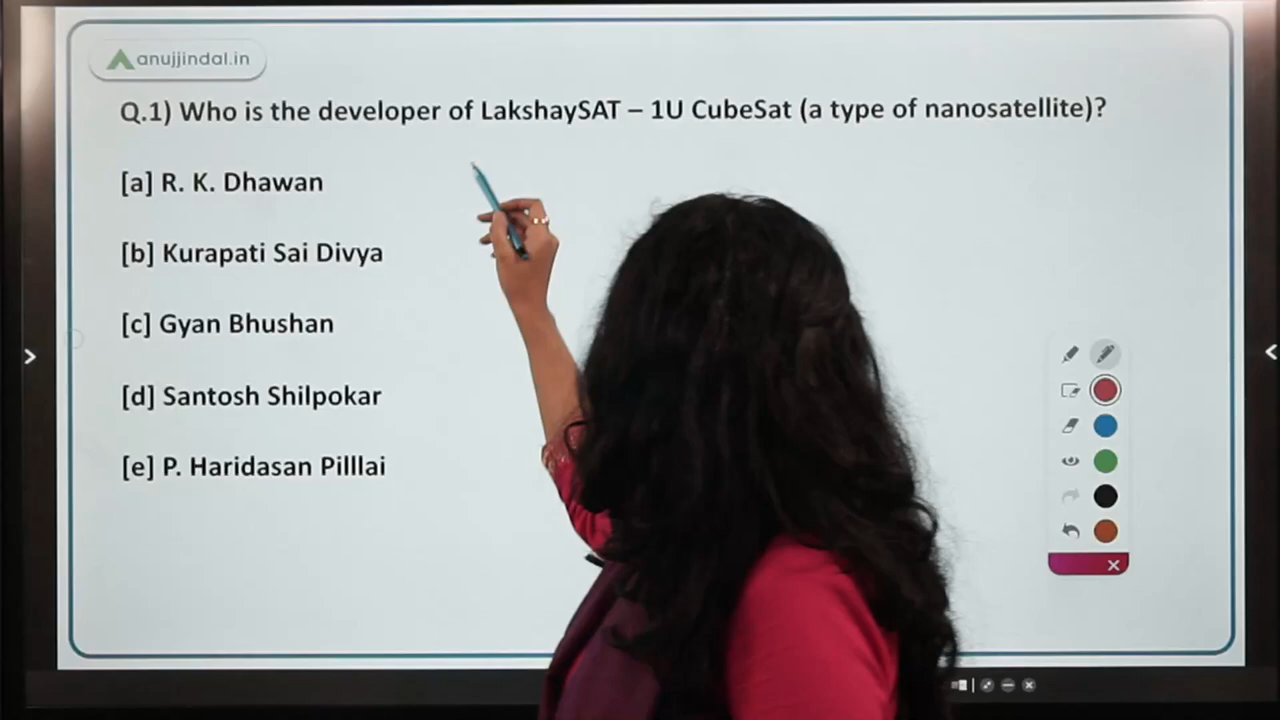 anujjindal.in
Q.1) Who is the developer of LakshaySAT – 1U CubeSat (a type of nanosatellite)?
[a] R. K. Dhawan
[b] Kurapati Sai Divya
[c] Gyan Bhushan
[d] Santosh Shilpokar
[e] P. Haridasan Pilllai